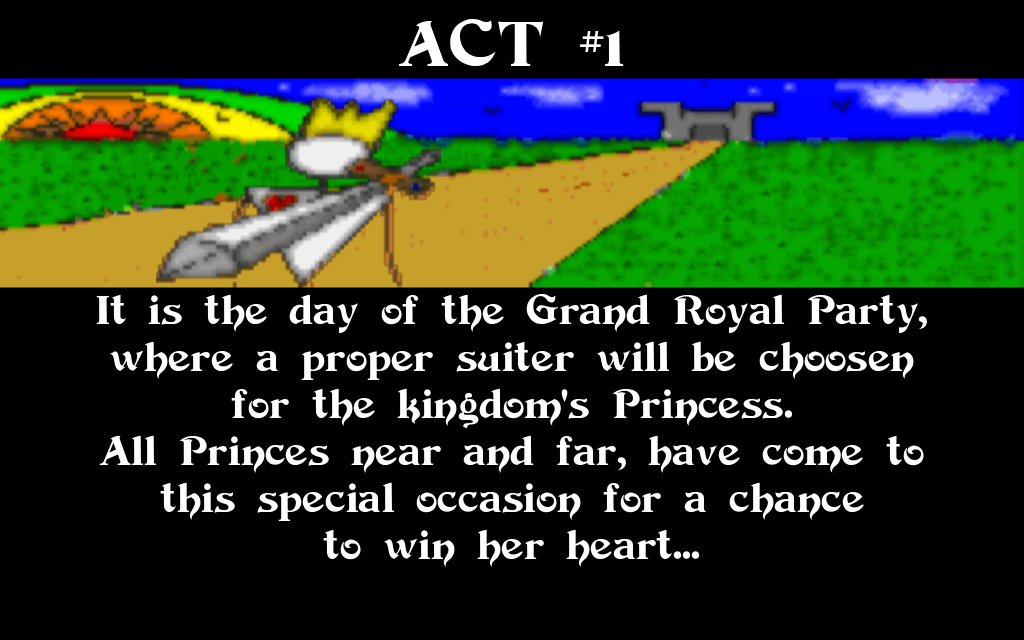 ACT #1
It is the day of the Grand Royal Party,
where a proper suiter will be choosen
for the kingdom's Princess.
All Princes near and far, have come to
this special occasion for a chance
to win her heart...